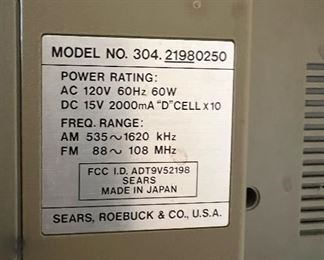 MODEL NO. 304.21980250
POWER RATING:
AC 120V 60Hz 60W
DC 15V 2000mA "D"CELL x 10
FREQ. RANGE:
AM 535~1620 kHz
FM 88~ 108 MHz
FCC I.D. ADT9V52198
SEARS
MADE IN JAPAN
SEARS, ROEBUCK & CO., U.S.A.